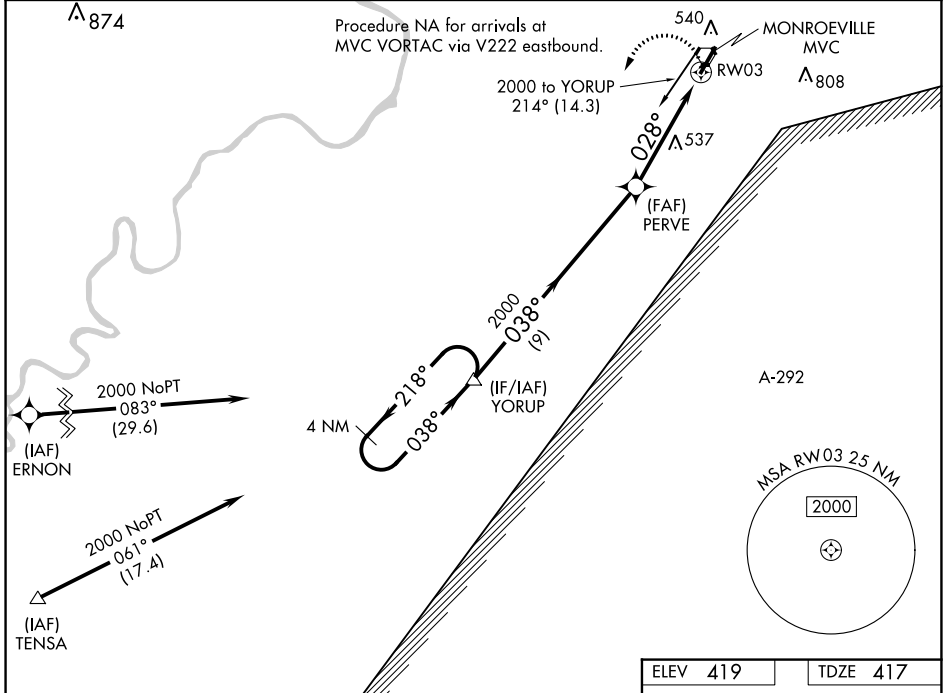 874
Procedure NA for arrivals at
MVC VORTAC via V222 eastbound.
540
MONROEVILLE
MVC
RW03
808
2000 to YORUP
214° (14.3)
028°
537
(FAF)
PERVE
2000
038°
(9)
218°
038°
4 NM
(IF/IAF)
YORUP
A-292
2000 NoPT
083°
(29.6)
(IAF)
ERNON
2000 NoPT
061°
(17.4)
(IAF)
TENSA
MSA RW03 25 NM
2000
ELEV 419
TDZE 417